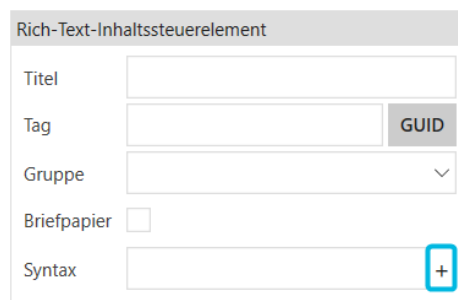 Rich-Text-Inhaltssteuerelement
Titel
Tag GUID
Gruppe
Briefpapier
Syntax +